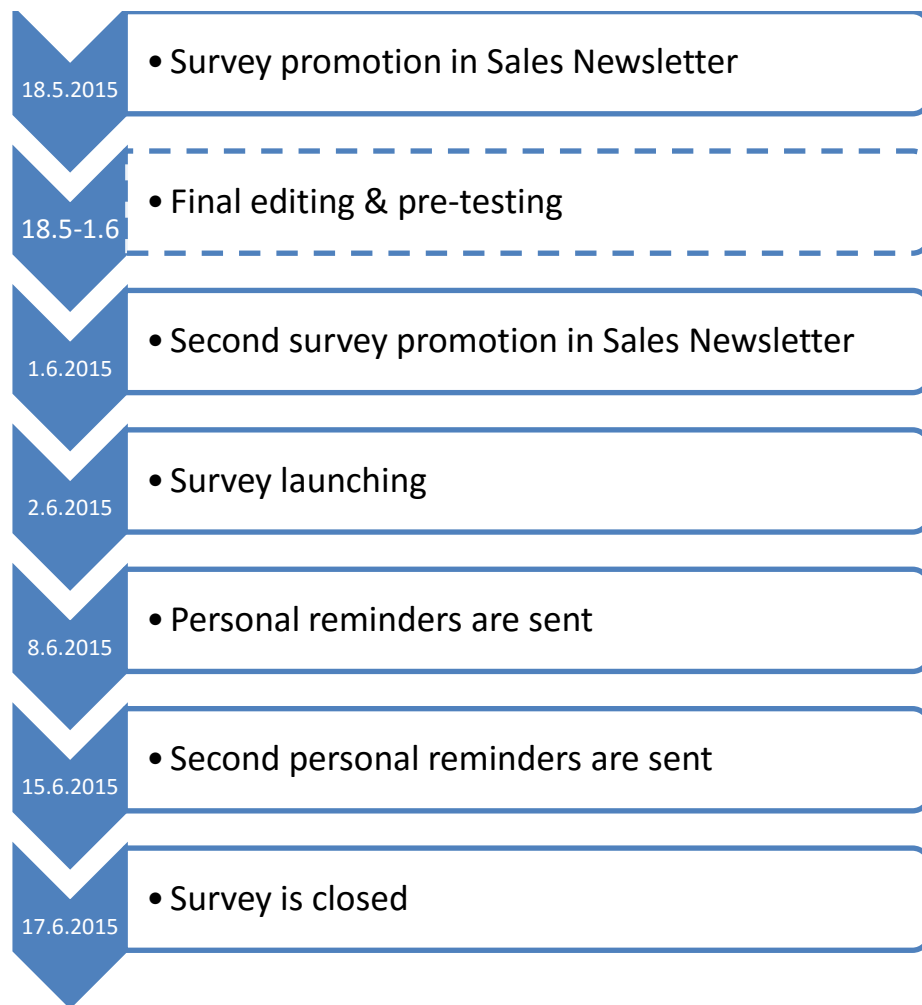 18.5.2015
• Survey promotion in Sales Newsletter
18.5-1.6
• Final editing & pre-testing
1.6.2015
• Second survey promotion in Sales Newsletter
2.6.2015
• Survey launching
8.6.2015
• Personal reminders are sent
15.6.2015
• Second personal reminders are sent
17.6.2015
• Survey is closed